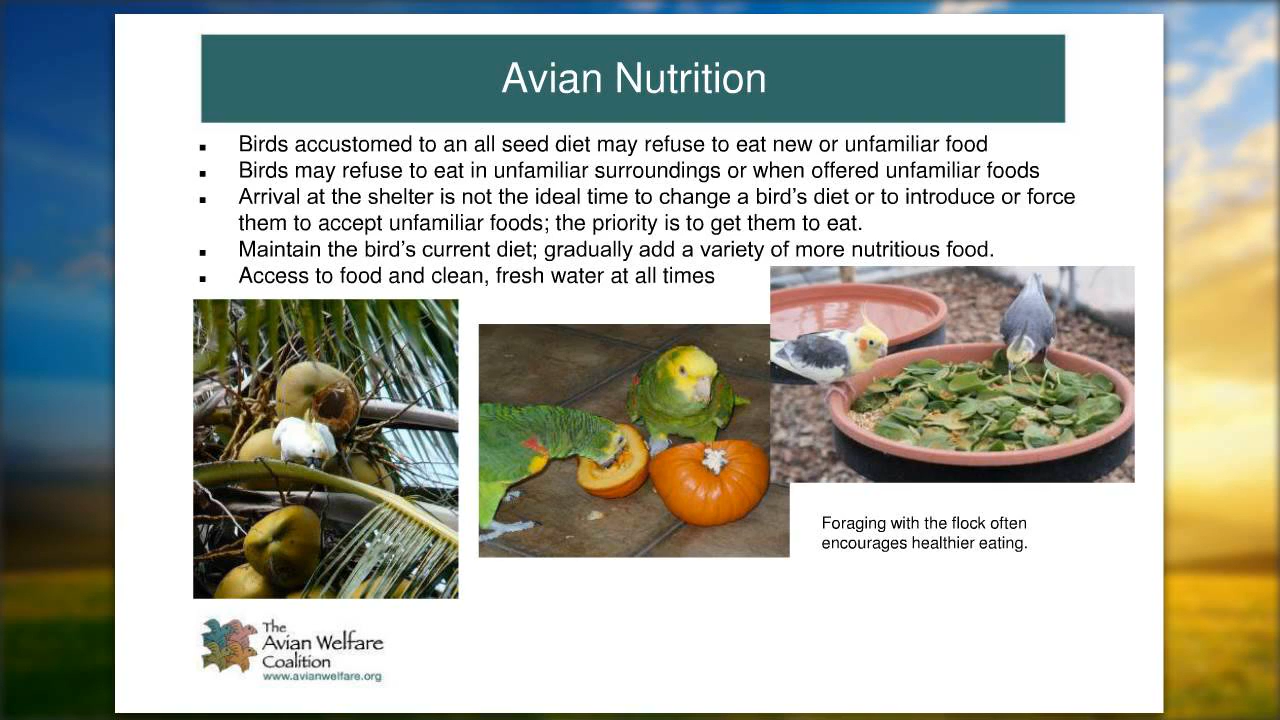 Avian Nutrition
▪ Birds accustomed to an all seed diet may refuse to eat new or unfamiliar food
▪ Birds may refuse to eat in unfamiliar surroundings or when offered unfamiliar foods
▪ Arrival at the shelter is not the ideal time to change a bird’s diet or to introduce or force
them to accept unfamiliar foods; the priority is to get them to eat.
▪ Maintain the bird’s current diet; gradually add a variety of more nutritious food.
▪ Access to food and clean, fresh water at all times
Foraging with the flock often
encourages healthier eating.
The
Avian Welfare
Coalition
www.avianwelfare.org